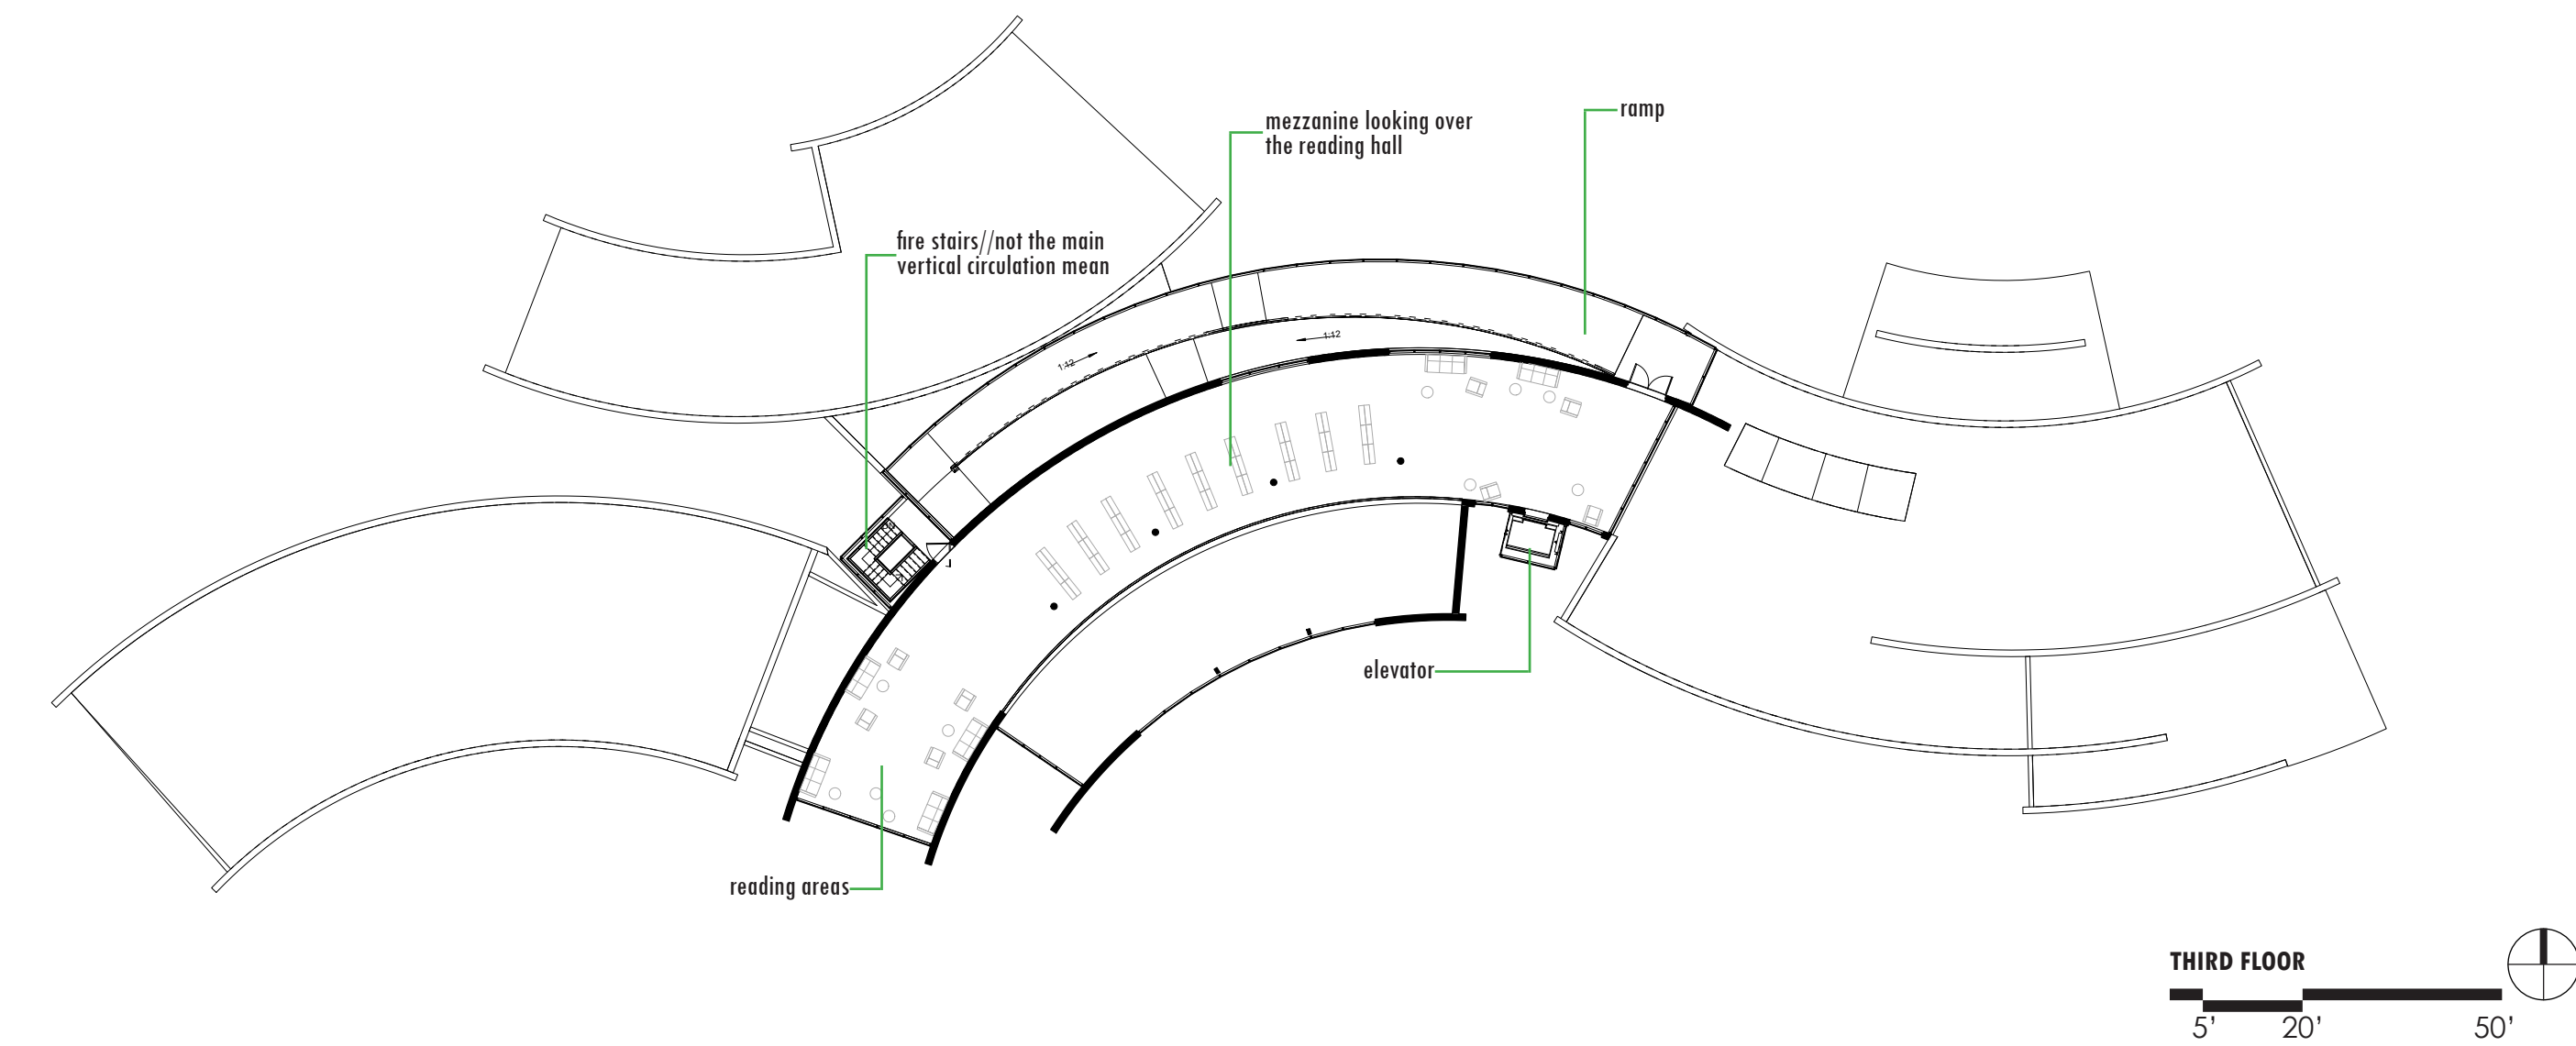 ramp
mezzanine looking over
the reading hall
fire stairs//not the main
vertical circulation mean
1:12
1:12
elevator
reading areas
THIRD FLOOR
5’
20’
50’